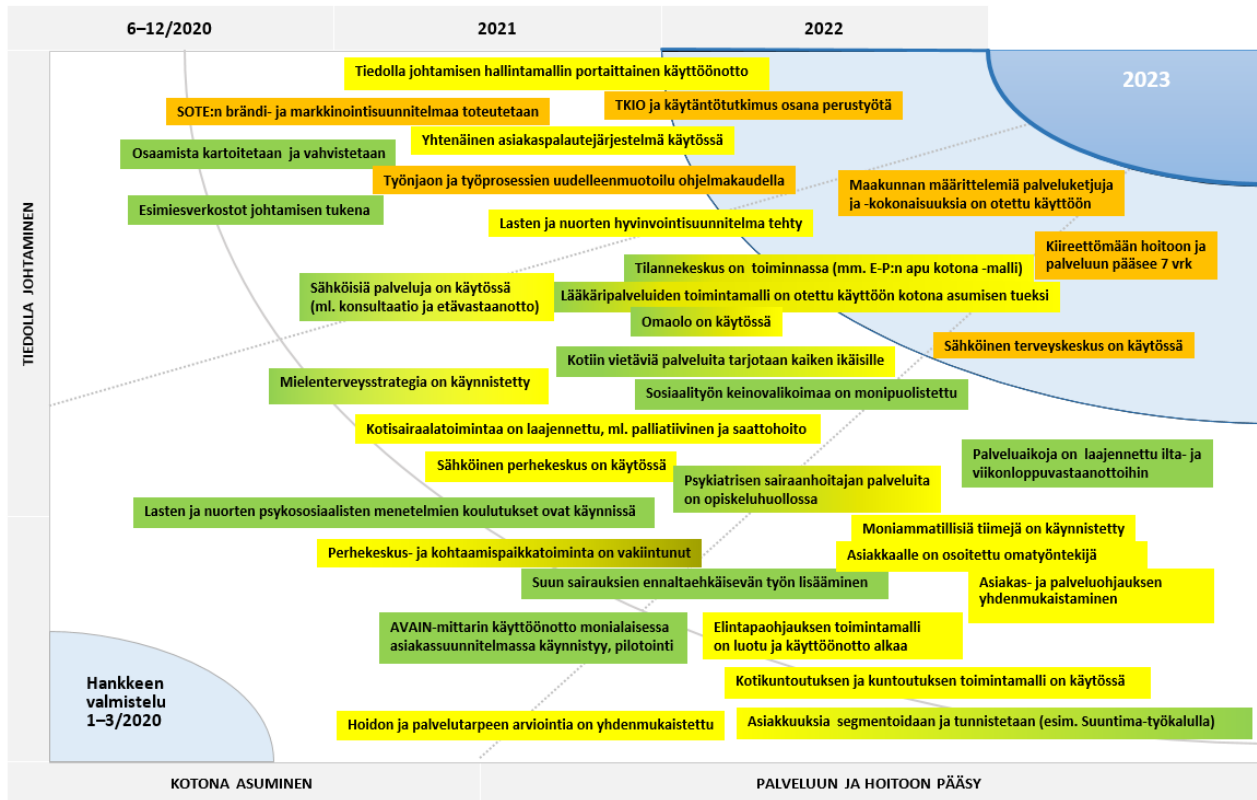 6–12/2020
2021
2022
2023
TIEDOLLA JOHTAMINEN
Tiedolla johtamisen hallintamallin portaittainen käyttöönotto
SOTE:n brändi- ja markkinointisuunnitelmaa toteutetaan
TKIO ja käytäntötutkimus osana perustyötä
Yhtenäinen asiakaspalautejärjestelmä käytössä
Osaamista kartoitetaan ja vahvistetaan
Työnjaon ja työprosessien uudelleenmuotoilu ohjelmakaudella
Maakunnan määrittelemiä palveluketjuja
ja -kokonaisuuksia on otettu käyttöön
Esimiesverkostot johtamisen tukena
Lasten ja nuorten hyvinvointisuunnitelma tehty
Kiireettömään hoitoon ja
palveluun pääsee 7 vrk
Tilannekeskus on toiminnassa (mm. E-P:n apu kotona -malli)
Sähköisiä palveluja on käytössä
(ml. konsultaatio ja etävastaanotto)
Lääkäripalveluiden toimintamalli on otettu käyttöön kotona asumisen tueksi
Omaolo on käytössä
Sähköinen terveyskeskus on käytössä
Kotiin vietäviä palveluita tarjotaan kaiken ikäisille
Mielenterveysstrategia on käynnistetty
Sosiaalityön keinovalikoimaa on monipuolistettu
Kotisairaalatoimintaa on laajennettu, ml. palliatiivinen ja saattohoito
Palveluaikoja on laajennettu ilta- ja
viikonloppuvastaanottoihin
Sähköinen perhekeskus on käytössä
Psykiatrisen sairaanhoitajan palveluita
on opiskeluhuollossa
Lasten ja nuorten psykososiaalisten menetelmien koulutukset ovat käynnissä
Moniammatillisiä tiimejä on käynnistetty
Perhekeskus- ja kohtaamispaikkatoiminta on vakiintunut
Asiakkaalle on osoitettu omatyöntekijä
Suun sairauksien ennaltaehkäisevän työn lisääminen
Asiakas- ja palveluohjauksen
yhdenmukaistaminen
AVAIN-mittarin käyttöönotto monialaisessa
asiakassuunnitelmassa käynnistyy, pilotointi
Elintapaohjauksen toimintamalli
on luotu ja käyttöönotto alkaa
Hankkeen
valmistelu
1–3/2020
Kotikuntoutuksen ja kuntoutuksen toimintamalli on käytössä
Hoidon ja palvelutarpeen arviointia on yhdenmukaistettu
Asiakkuuksia segmentoidaan ja tunnistetaan (esim. Suuntima-työkalulla)
KOTONA ASUMINEN
PALVELUUN JA HOITOON PÄÄSY